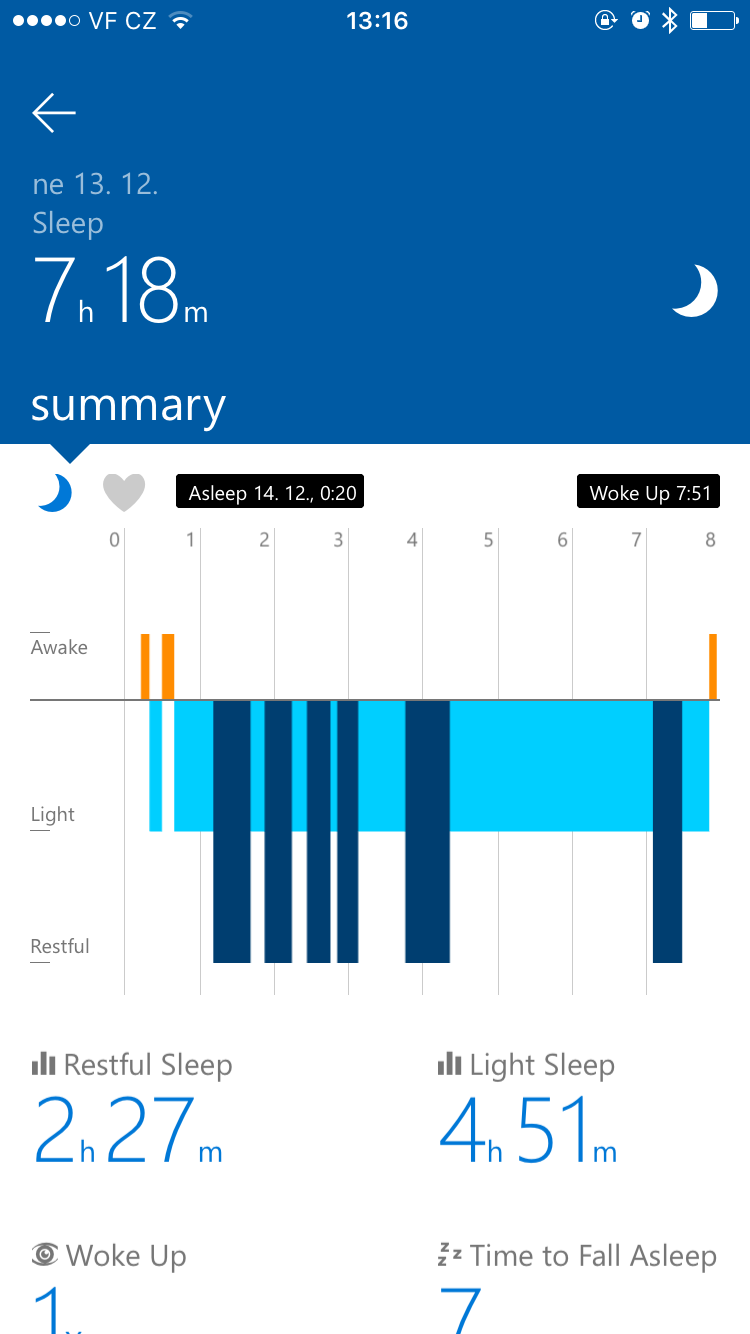 VF CZ 13:16
ne 13. 12.
Sleep
7h 18m
summary
Asleep 14. 12., 0:20 Woke Up 7:51
0 1 2 3 4 5 6 7 8
Awake
Light
Restful
Restful Sleep Light Sleep
2h 27m 4h 51m
Woke Up zzz Time to Fall Asleep
1x 7